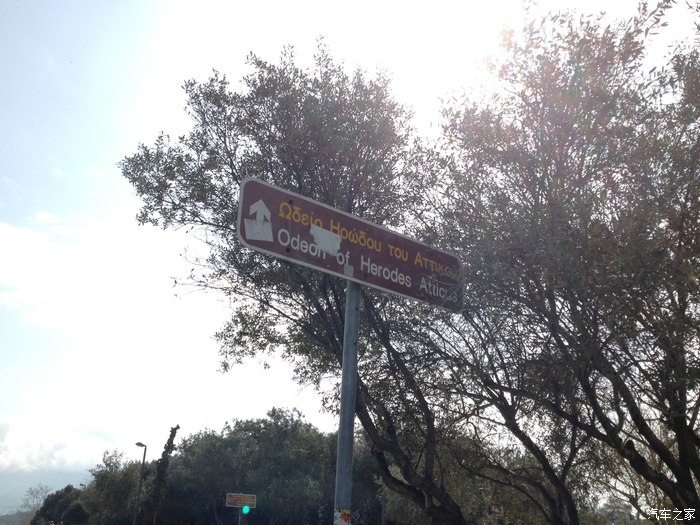 Ωδείο Ηρώδου του Αττικού
Odeon of Herodes Atticus
汽车之家